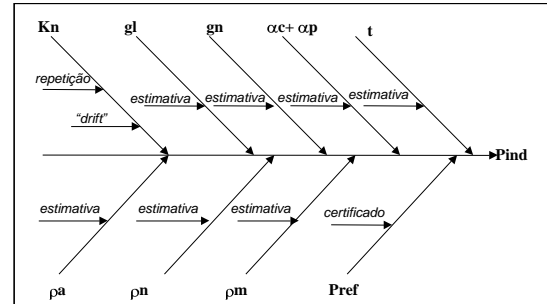 Kn gl gn αc+ αp t
repetição
estimativa estimativa estimativa estimativa
"drift"
Pind
estimativa estimativa estimativa certificado
ρa ρn ρm Pref